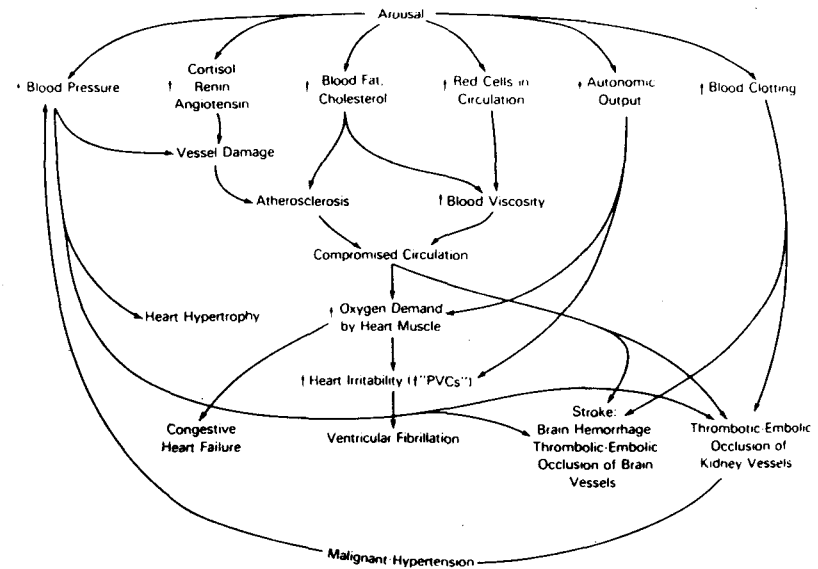 Arousal
↑ Blood Pressure
↑ Cortisol
Renin
Angiotensin
↑ Blood Fat,
Cholesterol
↑ Red Cells in
Circulation
↑ Autonomic
Output
↑ Blood Clotting
Vessel Damage
Atherosclerosis
↑ Blood Viscosity
Compromised Circulation
Heart Hypertrophy
↑ Oxygen Demand
by Heart Muscle
↑ Heart Irritability (↑"PVCs")
Congestive
Heart Failure
Ventricular Fibrillation
Stroke:
Brain Hemorrhage
Thrombolic-Embolic
Occlusion of Brain
Vessels
Thrombotic-Embolic
Occlusion of
Kidney Vessels
Malignant-Hypertension